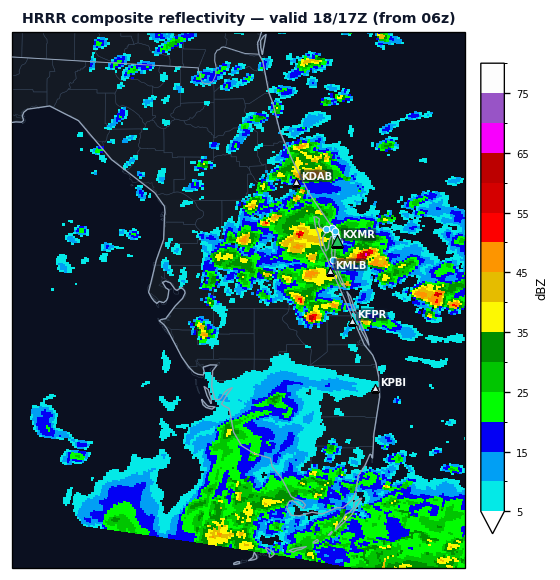 HRRR composite reflectivity — valid 18/17Z (from 06z)
KDAB
KXMR
KMLB
KFPR
KPBI
75
65
55
45
35
25
15
5
dBZ